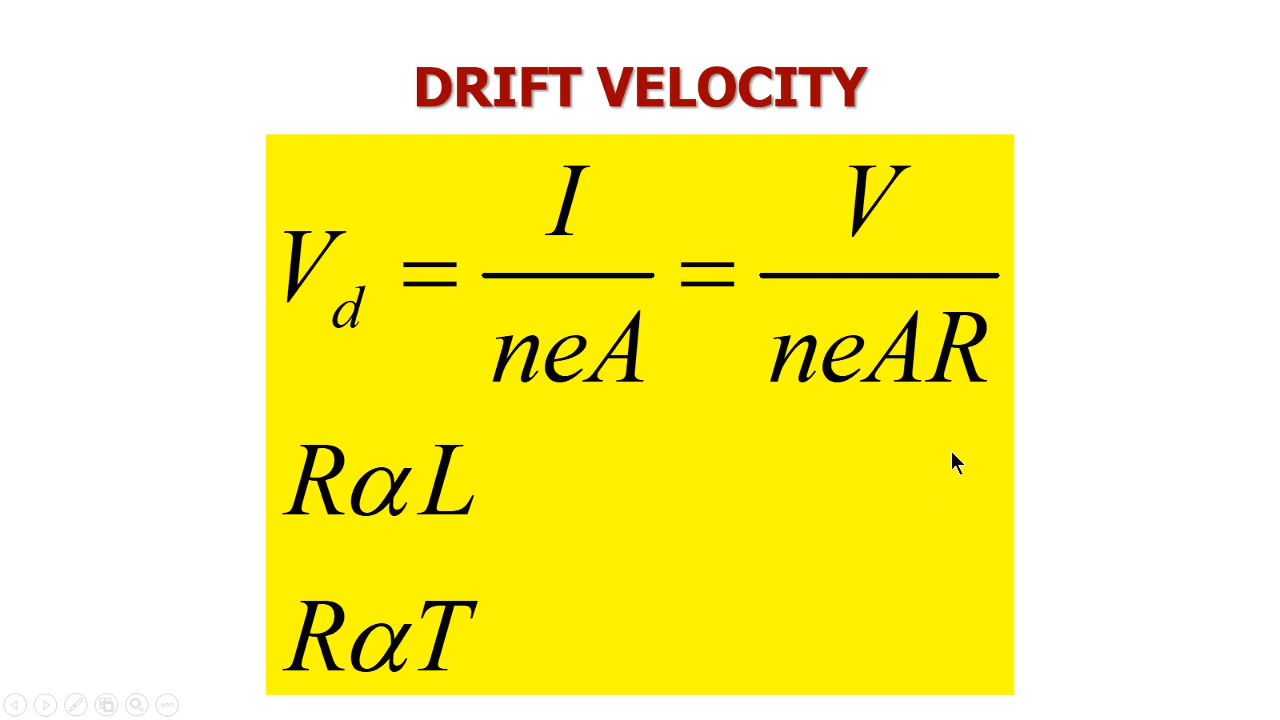 DRIFT VELOCITY
V_d = I / neA = V / neAR
RαL
RαT